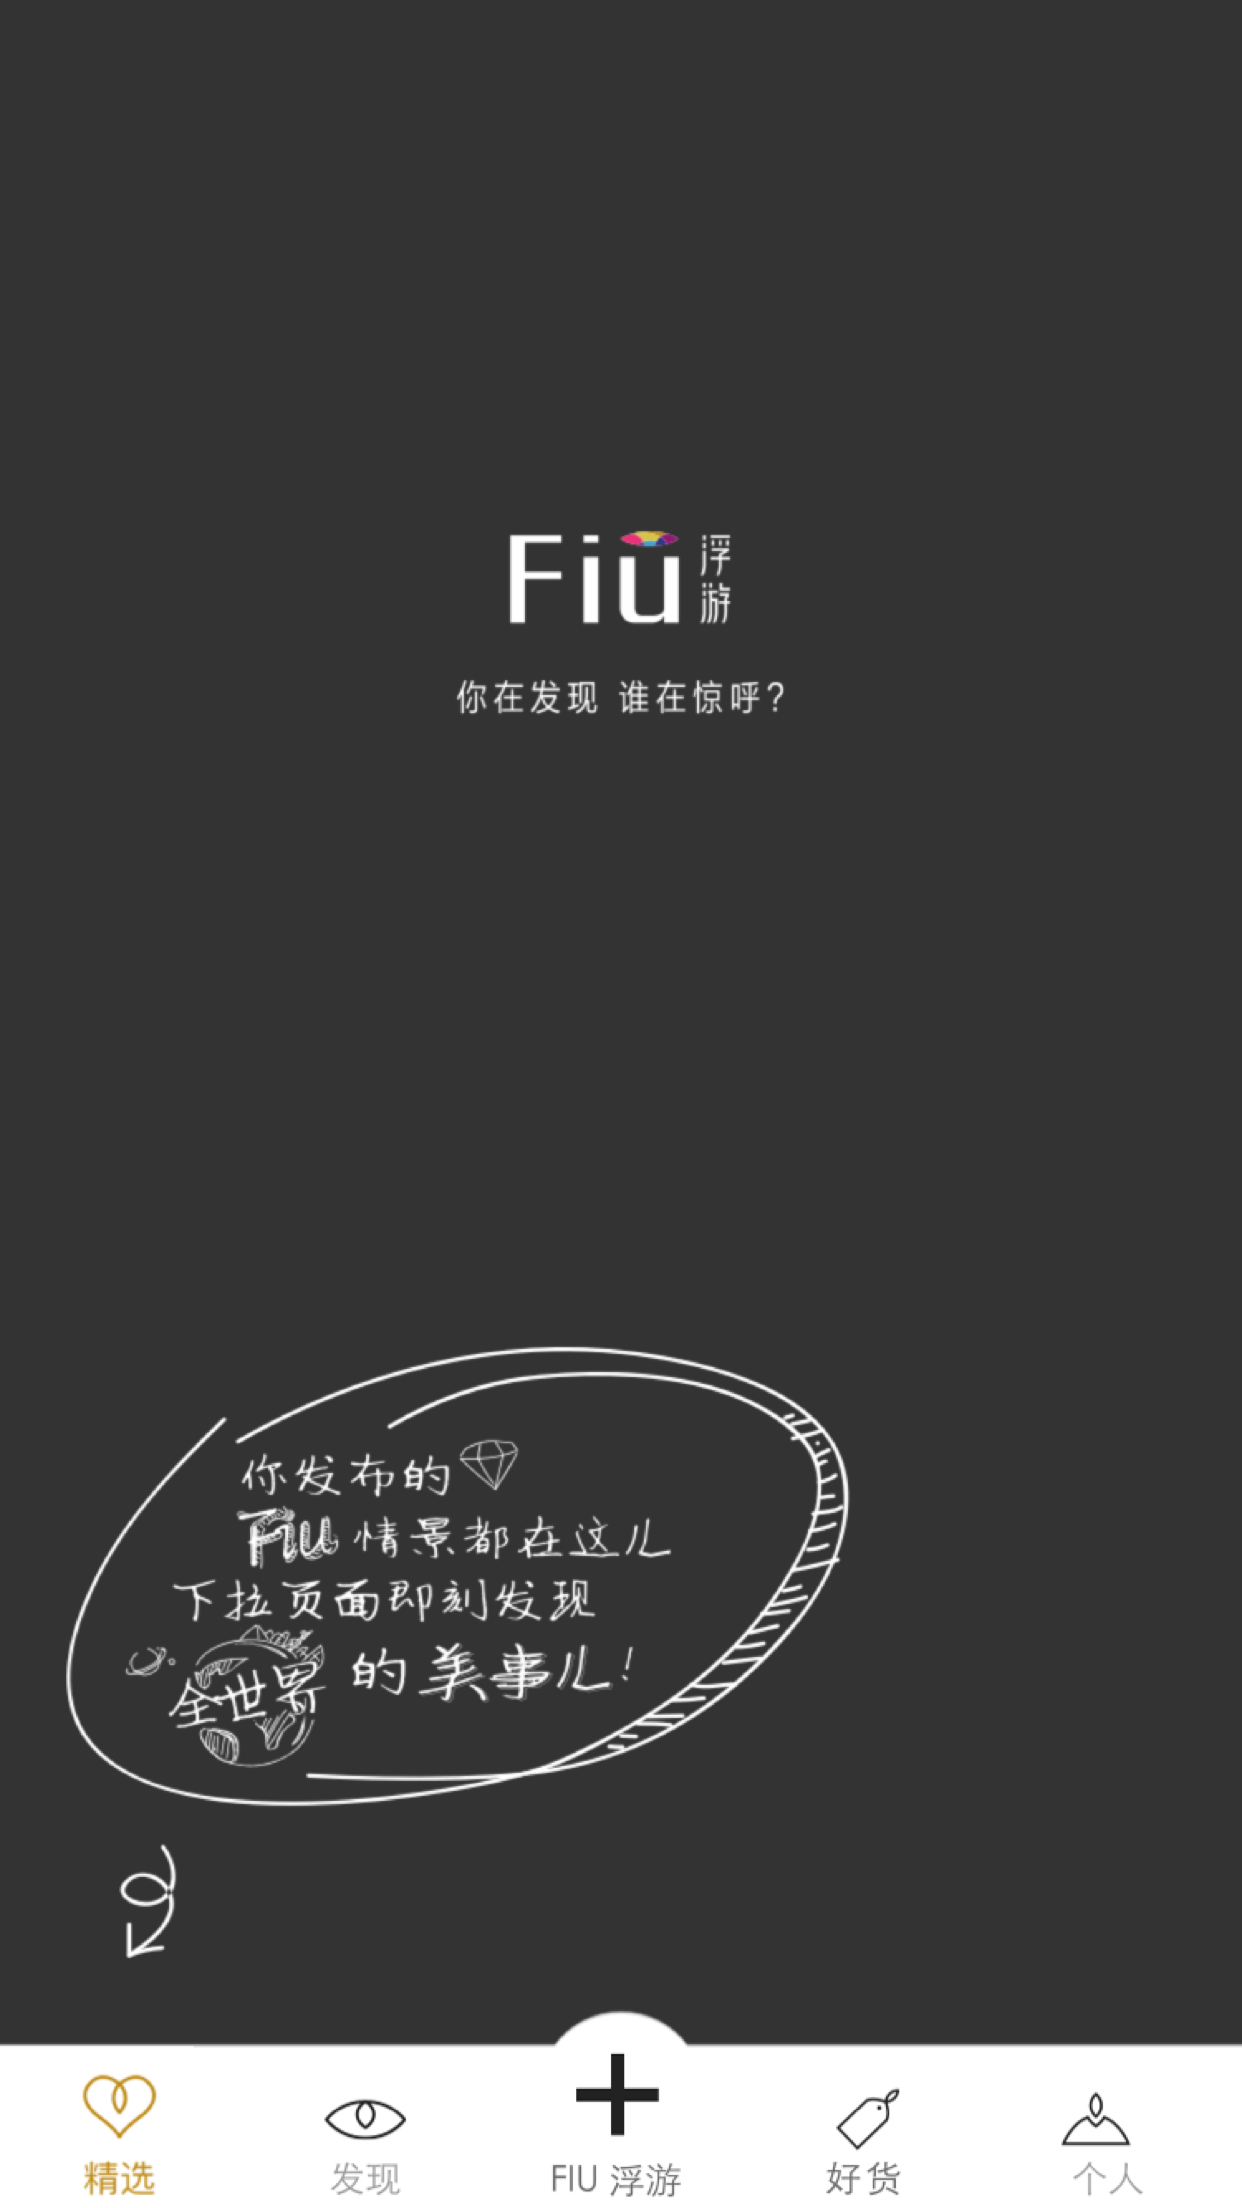 Fiu 浮游
你在发现 谁在惊呼?
你发布的
Fiu 情景都在这儿
下拉页面即刻发现
全世界的美事儿!
精选 发现 FIU 浮游 好货 个人